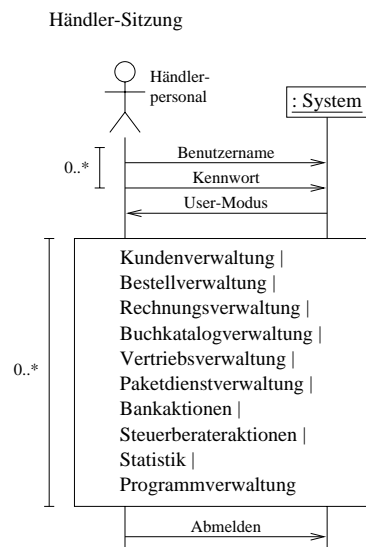 Händler-Sitzung
Händler-
personal
: System
Benutzername
0..*
Kennwort
User-Modus
Kundenverwaltung |
Bestellverwaltung |
Rechnungsverwaltung |
Buchkatalogverwaltung |
Vertriebsverwaltung |
0..*
Paketdienstverwaltung |
Bankaktionen |
Steuerberateraktionen |
Statistik |
Programmverwaltung
Abmelden